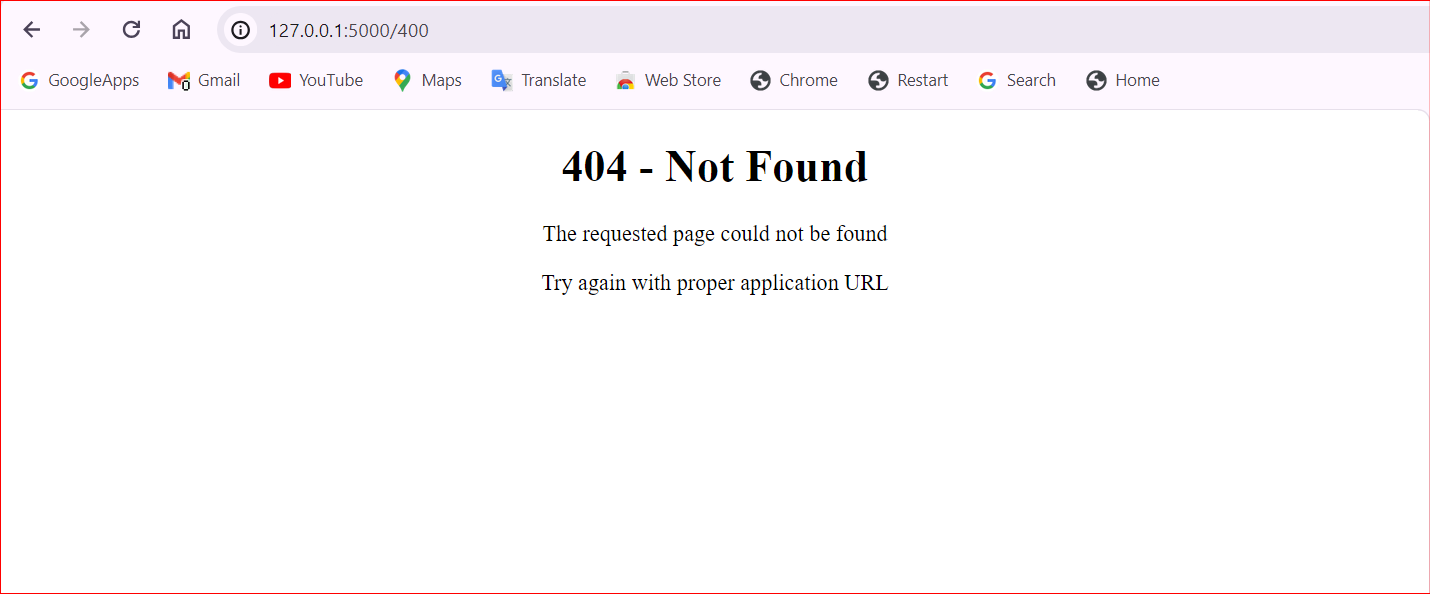 127.0.0.1:5000/400
GoogleApps Gmail YouTube Maps Translate Web Store Chrome Restart Search Home
404 - Not Found
The requested page could not be found
Try again with proper application URL